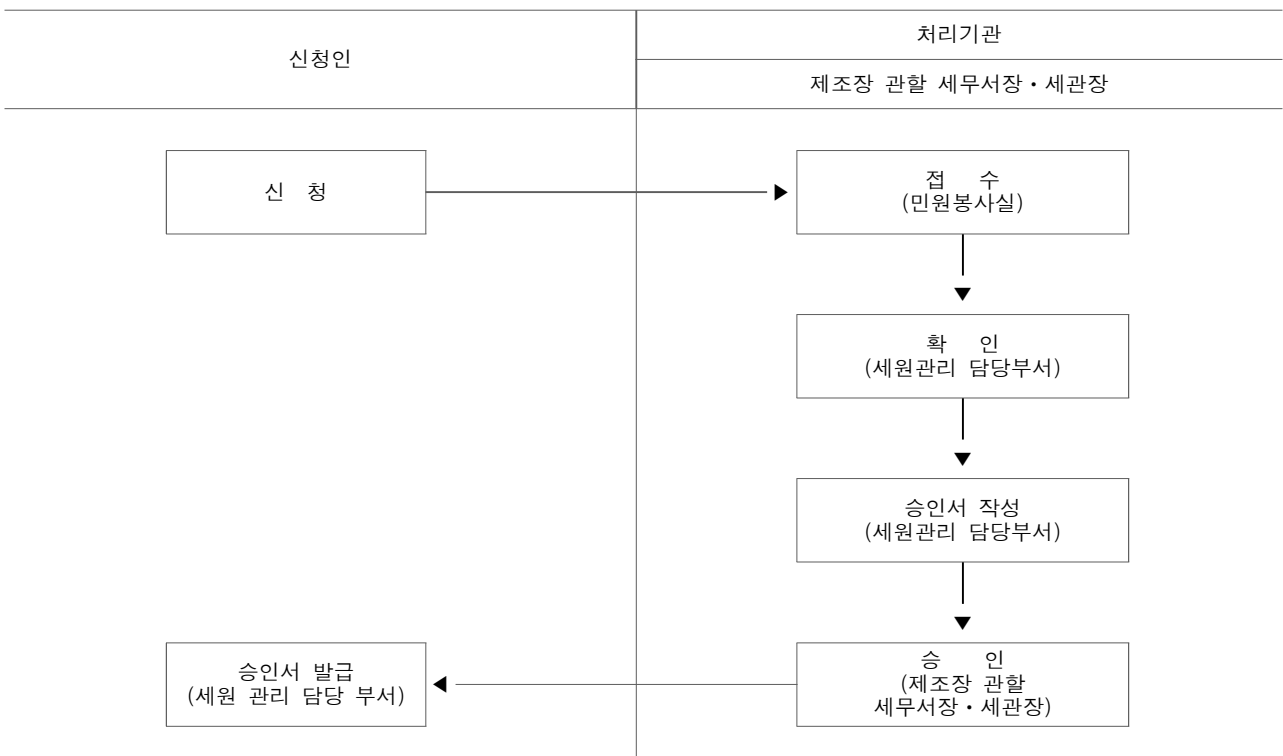 신청인
처리기관
제조장 관할 세무서장・세관장
신 청
접 수
(민원봉사실)
확 인
(세원관리 담당부서)
승인서 작성
(세원관리 담당부서)
승인서 발급
(세원 관리 담당 부서)
승 인
(제조장 관할
세무서장・세관장)